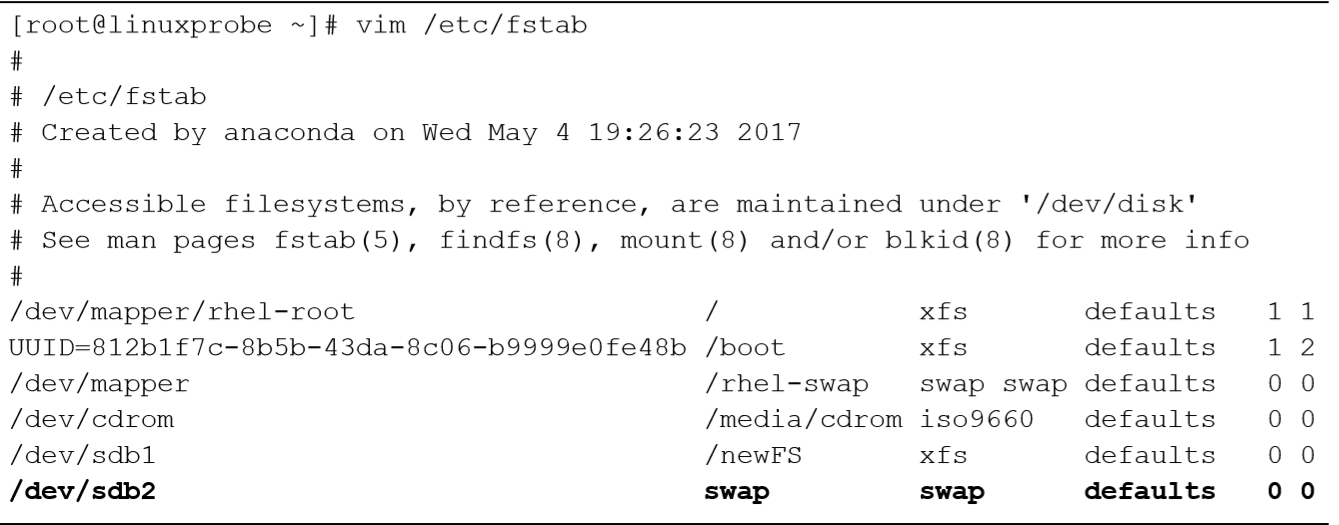 [root@linuxprobe ~]# vim /etc/fstab
#
# /etc/fstab
# Created by anaconda on Wed May 4 19:26:23 2017
#
# Accessible filesystems, by reference, are maintained under '/dev/disk'
# See man pages fstab(5), findfs(8), mount(8) and/or blkid(8) for more info
#
/dev/mapper/rhel-root / xfs defaults 1 1
UUID=812b1f7c-8b5b-43da-8c06-b9999e0fe48b /boot xfs defaults 1 2
/dev/mapper /rhel-swap swap swap defaults 0 0
/dev/cdrom /media/cdrom iso9660 defaults 0 0
/dev/sdb1 /newFS xfs defaults 0 0
/dev/sdb2 swap swap defaults 0 0